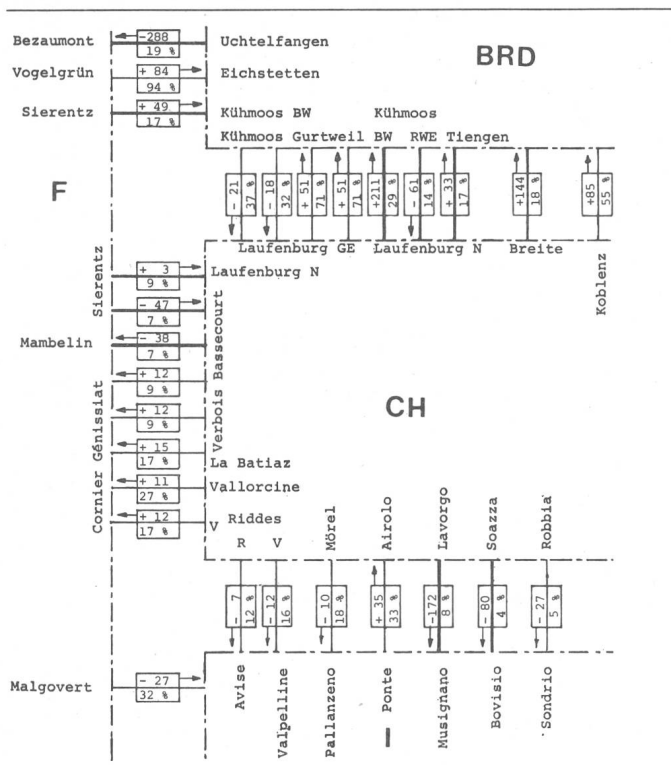 Bezaumont -288 Uchtelfangen
19 %
BRD
Vogelgrün + 84 Eichstetten
94 %
Sierentz + 49 Kühmoos BW Kühmoos
17 %
Kühmoos Gurtweil BW RWE Tiengen
F
- 21 37 %
- 18 32 %
+ 51 71 %
+ 51 71 %
+211 29 %
- 61 14 %
+ 33 17 %
+144 18 %
+85 55 %
Laufenburg GE Laufenburg N Breite
Koblenz
Sierentz
+ 3 Laufenburg N
9 %
- 47
7 %
Bassecourt
Mambelin - 38
7 %
+ 12
9 %
CH
Génissiat
+ 12
9 %
Verbois
+ 15
17 % La Batiaz
Cornier
+ 11 Vallorcine
27 %
+ 12 V Riddes
17 %
R V
Mörel
Airolo
Lavorgo
Soazza
Robbia
- 7 12 %
- 12 16 %
- 10 18 %
+ 35 33 %
-172 8 %
- 80 4 %
- 27 5 %
Malgovert - 27
32 %
Avise
Valpelline
Pallanzeno
Ponte
Musignano
Bovisio
Sondrio
I